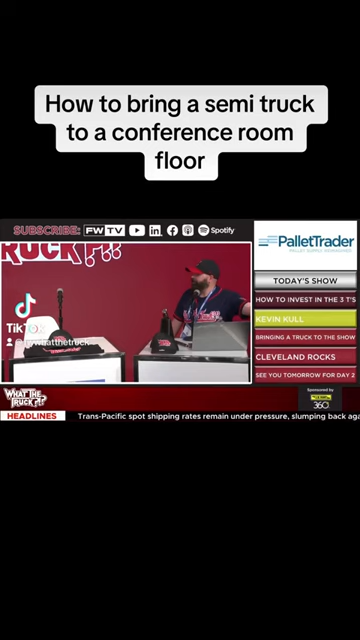 How to bring a semi truck
to a conference room
floor
SUBSCRIBE: FW TV Spotify
PalletTrader
TODAY'S SHOW
HOW TO INVEST IN THE 3 T'S
KEVIN KULL
BRINGING A TRUCK TO THE SHOW
CLEVELAND ROCKS
SEE YOU TOMORROW FOR DAY 2
TRUCK?!?
TikTok
WHAT THE
TRUCK?!?
Sponsored by
360
HEADLINES Trans-Pacific spot shipping rates remain under pressure, slumping back aga